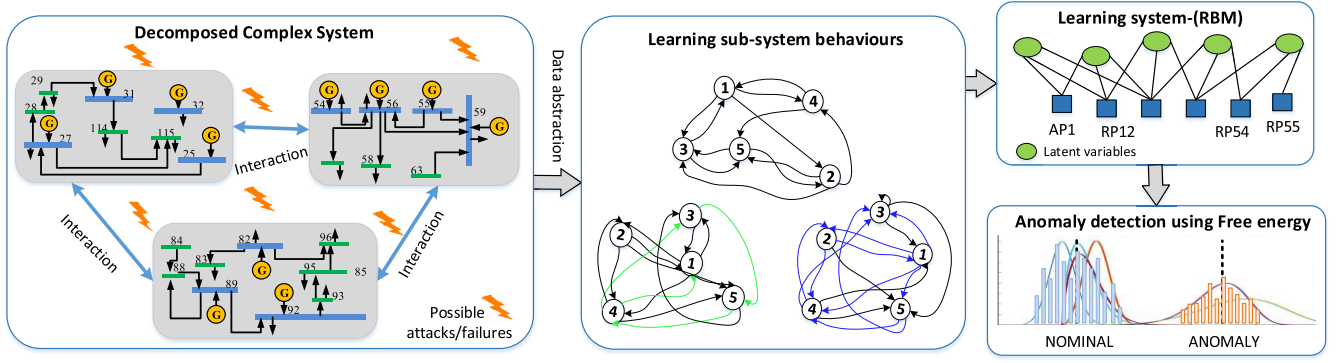 Decomposed Complex System
29
28
G
27
G
31
114
G
32
115
G
25
Interaction
G
54
G
56
G
55
59
G
58
63
Interaction
Interaction
84
88
83
82
G
96
95
85
93
89
G
G
92
Possible
attacks/failures
Data abstraction
Learning sub-system behaviours
1
4
3
5
2
3
2
1
4
5
3
2
1
4
5
Learning system-(RBM)
AP1
RP12
RP54
RP55
Latent variables
Anomaly detection using Free energy
NOMINAL
ANOMALY